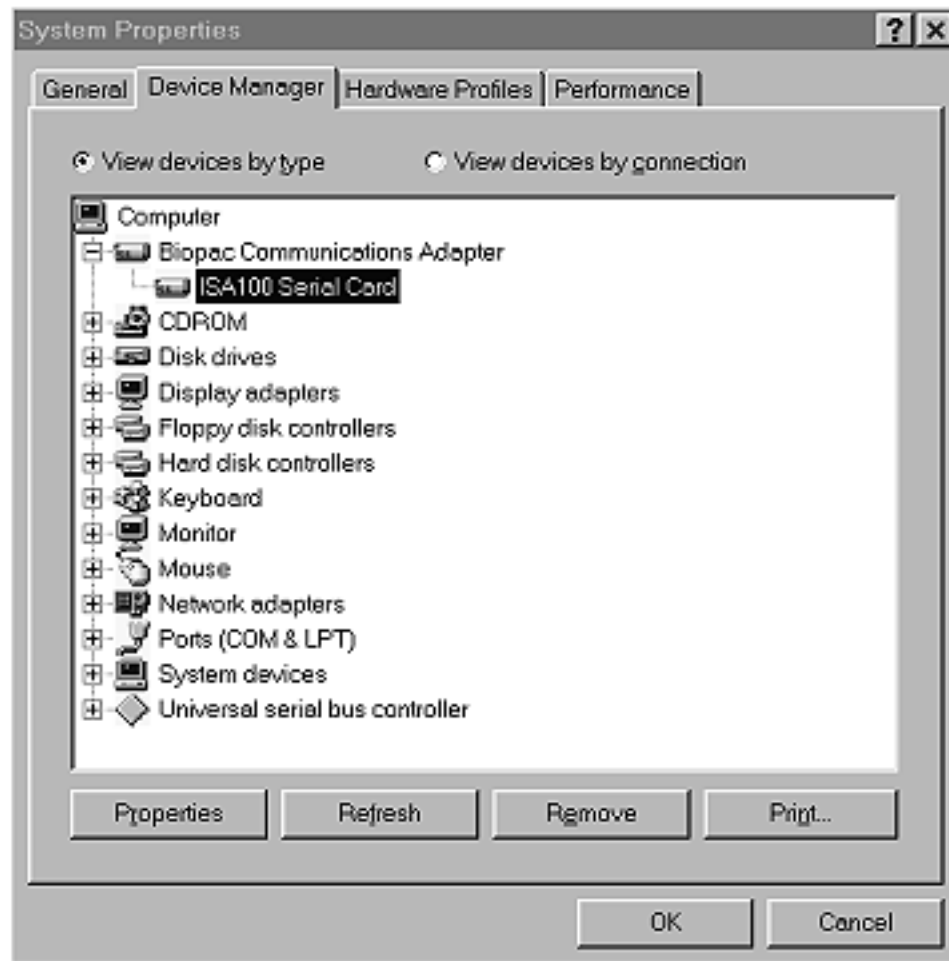 System Properties
General Device Manager Hardware Profiles Performance
View devices by type View devices by connection
Computer
Biopac Communications Adapter
ISA100 Serial Card
CDROM
Disk drives
Display adapters
Floppy disk controllers
Hard disk controllers
Keyboard
Monitor
Mouse
Network adapters
Ports (COM & LPT)
System devices
Universal serial bus controller
Properties Refresh Remove Print...
OK Cancel